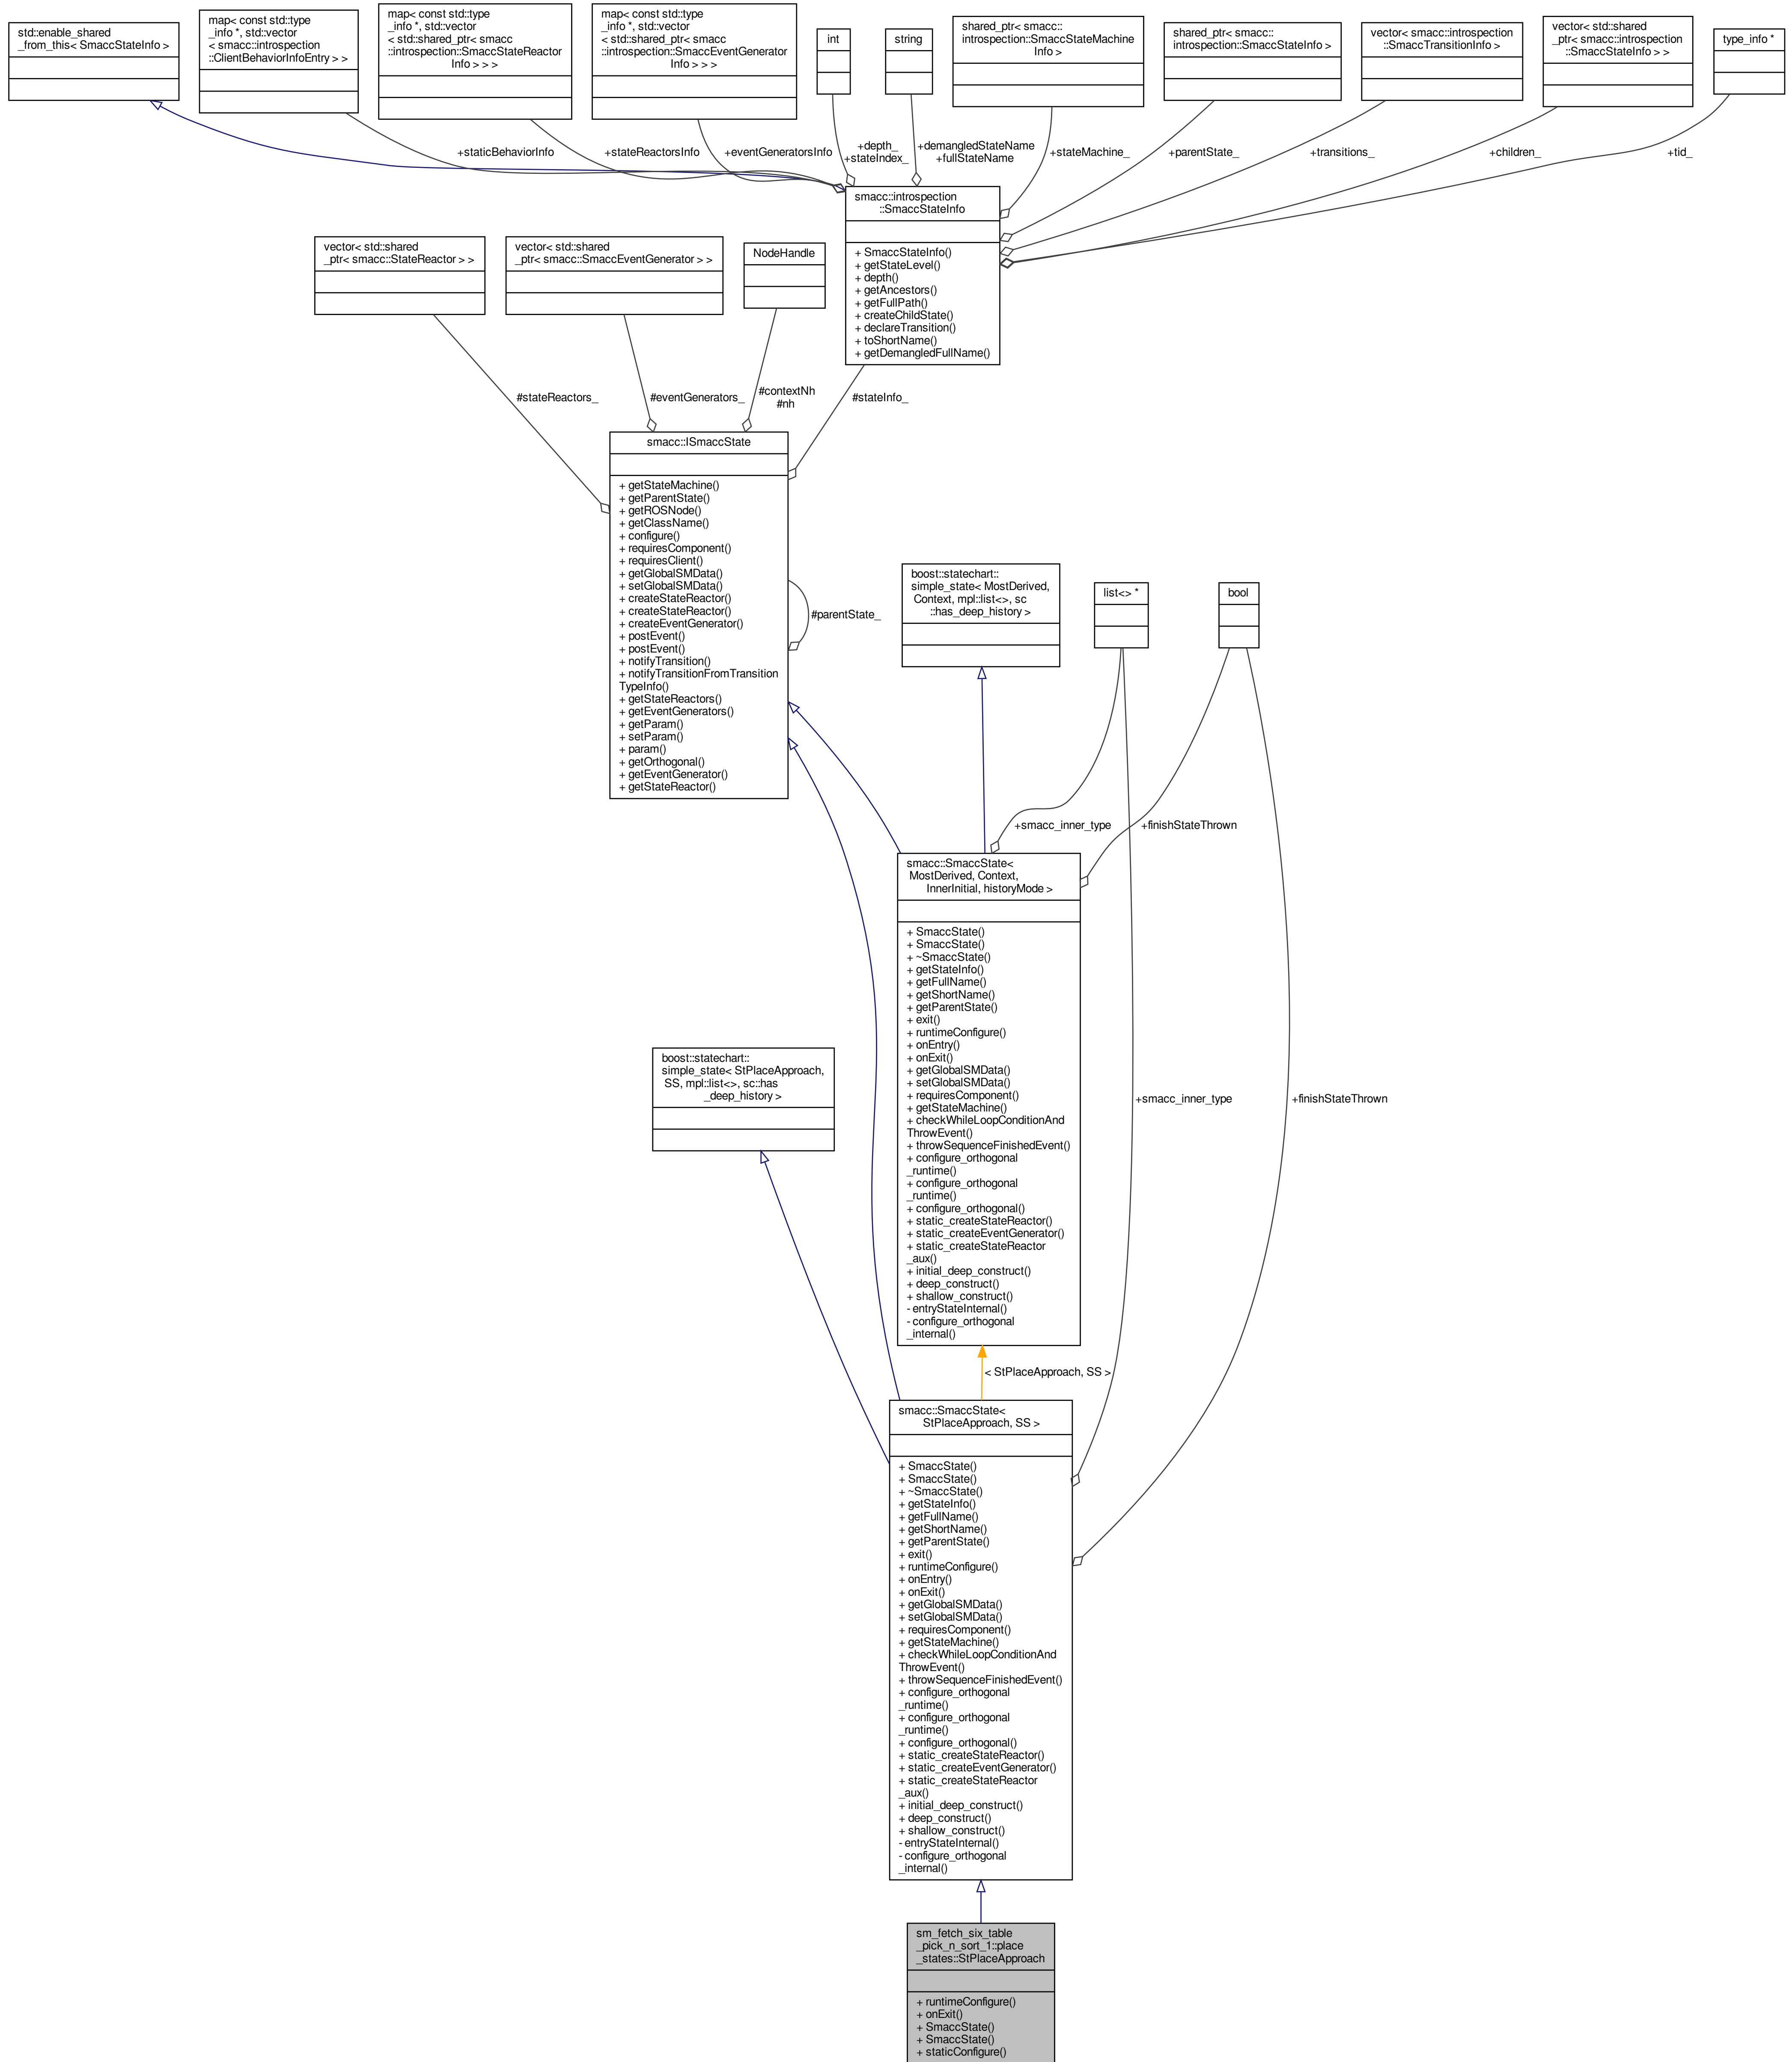 std::enable_shared
_from_this< SmaccStateInfo >
map< const std::type
_info *, std::vector
< smacc::introspection
::ClientBehaviorInfoEntry > >
map< const std::type
_info *, std::vector
< std::shared_ptr< smacc
::introspection::SmaccStateReactor
Info > > >
map< const std::type
_info *, std::vector
< std::shared_ptr< smacc
::introspection::SmaccEventGenerator
Info > > >
int
string
shared_ptr< smacc::
introspection::SmaccStateMachine
Info >
shared_ptr< smacc::
introspection::SmaccStateInfo >
vector< smacc::introspection
::SmaccTransitionInfo >
vector< std::shared
_ptr< smacc::introspection
::SmaccStateInfo > >
type_info *
+staticBehaviorInfo
+stateReactorsInfo
+eventGeneratorsInfo
+depth_
+stateIndex_
+demangledStateName
+fullStateName
+stateMachine_
+parentState_
+transitions_
+children_
+tid_
smacc::introspection
::SmaccStateInfo
+ SmaccStateInfo()
+ getStateLevel()
+ depth()
+ getAncestors()
+ getFullPath()
+ createChildState()
+ declareTransition()
+ toShortName()
+ getDemangledFullName()
vector< std::shared
_ptr< smacc::StateReactor > >
vector< std::shared
_ptr< smacc::SmaccEventGenerator > >
NodeHandle
#stateReactors_
#eventGenerators_
#contextNh
#nh
#stateInfo_
smacc::ISmaccState
+ getStateMachine()
+ getParentState()
+ getROSNode()
+ getClassName()
+ configure()
+ requiresComponent()
+ requiresClient()
+ getGlobalSMData()
+ setGlobalSMData()
+ createStateReactor()
+ createStateReactor()
+ createEventGenerator()
+ postEvent()
+ postEvent()
+ notifyTransition()
+ notifyTransitionFromTransition
TypeInfo()
+ getStateReactors()
+ getEventGenerators()
+ getParam()
+ setParam()
+ param()
+ getOrthogonal()
+ getEventGenerator()
+ getStateReactor()
#parentState_
boost::statechart::
simple_state< MostDerived,
Context, mpl::list<>, sc
::has_deep_history >
list<> *
bool
+smacc_inner_type
+finishStateThrown
smacc::SmaccState<
MostDerived, Context,
InnerInitial, historyMode >
+ SmaccState()
+ SmaccState()
+ ~SmaccState()
+ getStateInfo()
+ getFullName()
+ getShortName()
+ getParentState()
+ exit()
+ runtimeConfigure()
+ onEntry()
+ onExit()
+ getGlobalSMData()
+ setGlobalSMData()
+ requiresComponent()
+ getStateMachine()
+ checkWhileLoopConditionAnd
ThrowEvent()
+ throwSequenceFinishedEvent()
+ configure_orthogonal
_runtime()
+ configure_orthogonal
_runtime()
+ configure_orthogonal()
+ static_createStateReactor()
+ static_createEventGenerator()
+ static_createStateReactor
_aux()
+ initial_deep_construct()
+ deep_construct()
+ shallow_construct()
- entryStateInternal()
- configure_orthogonal
_internal()
boost::statechart::
simple_state< StPlaceApproach,
SS, mpl::list<>, sc::has
_deep_history >
+smacc_inner_type
+finishStateThrown
< StPlaceApproach, SS >
smacc::SmaccState<
StPlaceApproach, SS >
+ SmaccState()
+ SmaccState()
+ ~SmaccState()
+ getStateInfo()
+ getFullName()
+ getShortName()
+ getParentState()
+ exit()
+ runtimeConfigure()
+ onEntry()
+ onExit()
+ getGlobalSMData()
+ setGlobalSMData()
+ requiresComponent()
+ getStateMachine()
+ checkWhileLoopConditionAnd
ThrowEvent()
+ throwSequenceFinishedEvent()
+ configure_orthogonal
_runtime()
+ configure_orthogonal
_runtime()
+ configure_orthogonal()
+ static_createStateReactor()
+ static_createEventGenerator()
+ static_createStateReactor
_aux()
+ initial_deep_construct()
+ deep_construct()
+ shallow_construct()
- entryStateInternal()
- configure_orthogonal
_internal()
sm_fetch_six_table
_pick_n_sort_1::place
_states::StPlaceApproach
+ runtimeConfigure()
+ onExit()
+ SmaccState()
+ SmaccState()
+ staticConfigure()